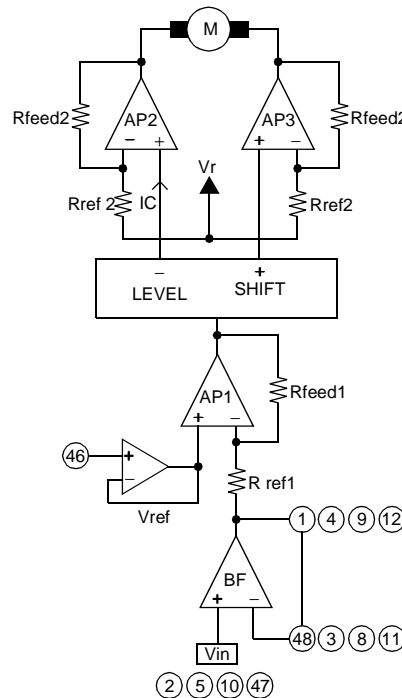 M
Rfeed2 AP2 AP3 Rfeed2
− + + −
Vr
Rref 2 IC Rref2
− +
LEVEL SHIFT
AP1 Rfeed1
+ −
46 +
−
R ref1
Vref
1 4 9 12
BF
+ −
48 3 8 11
Vin
2 5 10 47